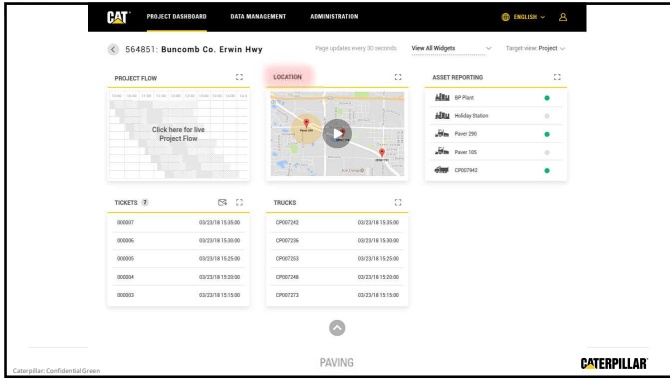 CAT PROJECT DASHBOARD DATA MANAGEMENT ADMINISTRATION ENGLISH
564851: Buncomb Co. Erwin Hwy Page updates every 30 seconds View All Widgets Target view: Project
PROJECT FLOW
Click here for live
Project Flow
LOCATION
Paver 290
ASSET REPORTING
BP Plant
Holiday Station
Paver 290
Paver 105
CP007942
TICKETS 7
000007 03/23/18 15:35:00
000006 03/23/18 15:30:00
000005 03/23/18 15:25:00
000004 03/23/18 15:20:00
000003 03/23/18 15:15:00
TRUCKS
CP007242 03/23/18 15:35:00
CP007236 03/23/18 15:30:00
CP007253 03/23/18 15:25:00
CP007248 03/23/18 15:20:00
CP007273 03/23/18 15:15:00
PAVING
Caterpillar: Confidential Green
CATERPILLAR